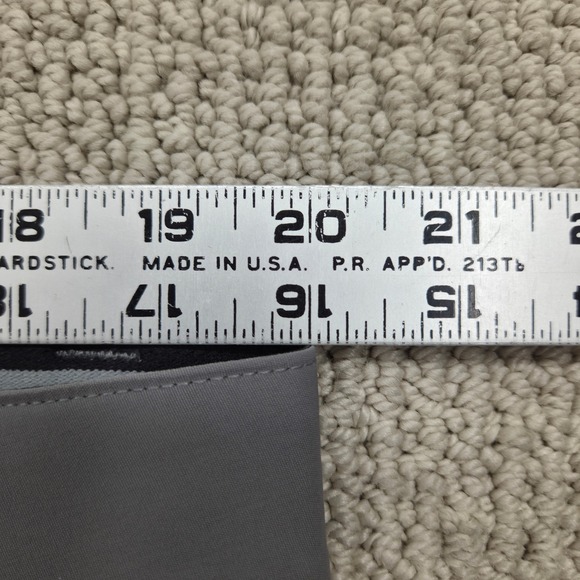 18 19 20 21
ARDSTICK. MADE IN U.S.A. P.R. APP'D. 213Tb
18 17 16 15